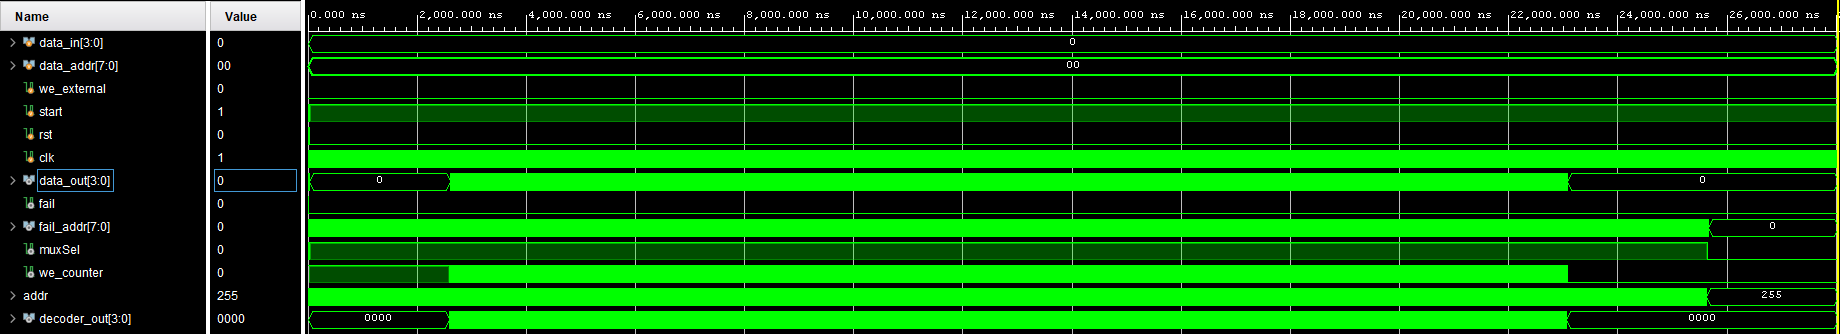 Name Value 0.000 ns 2,000.000 ns 4,000.000 ns 6,000.000 ns 8,000.000 ns 10,000.000 ns 12,000.000 ns 14,000.000 ns 16,000.000 ns 18,000.000 ns 20,000.000 ns 22,000.000 ns 24,000.000 ns 26,000.000 ns
data_in[3:0] 0 0
data_addr[7:0] 00 00
we_external 0
start 1
rst 0
clk 1
data_out[3:0] 0 0 0
fail 0
fail_addr[7:0] 0 0
muxSel 0
we_counter 0
addr 255 255
decoder_out[3:0] 0000 0000 0000